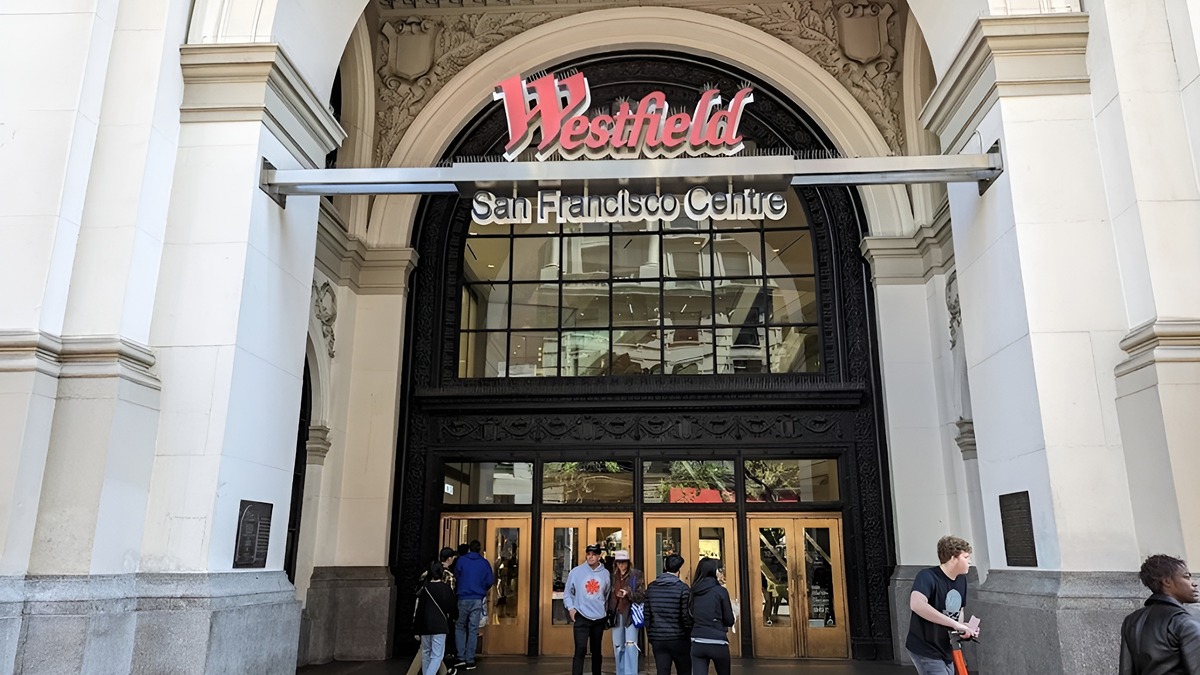 Westfield
San Francisco Centre